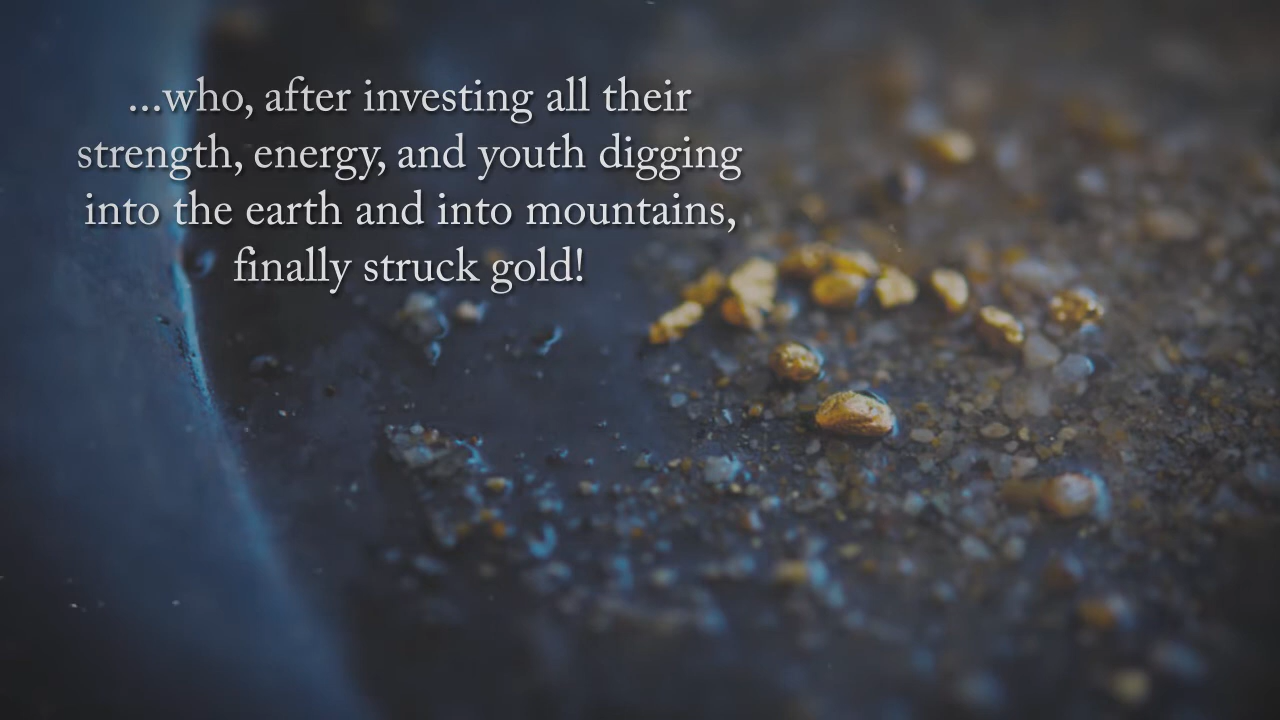 ...who, after investing all their
strength, energy, and youth digging
into the earth and into mountains,
finally struck gold!